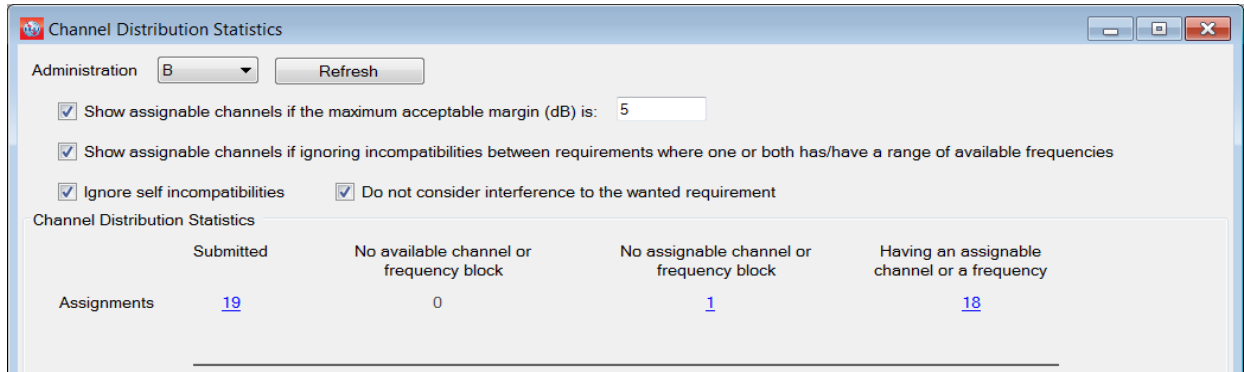 Channel Distribution Statistics
Administration B Refresh
Show assignable channels if the maximum acceptable margin (dB) is: 5
Show assignable channels if ignoring incompatibilities between requirements where one or both has/have a range of available frequencies
Ignore self incompatibilities Do not consider interference to the wanted requirement
Channel Distribution Statistics
Submitted No available channel or No assignable channel or Having an assignable
frequency block frequency block channel or a frequency
Assignments 19 0 1 18